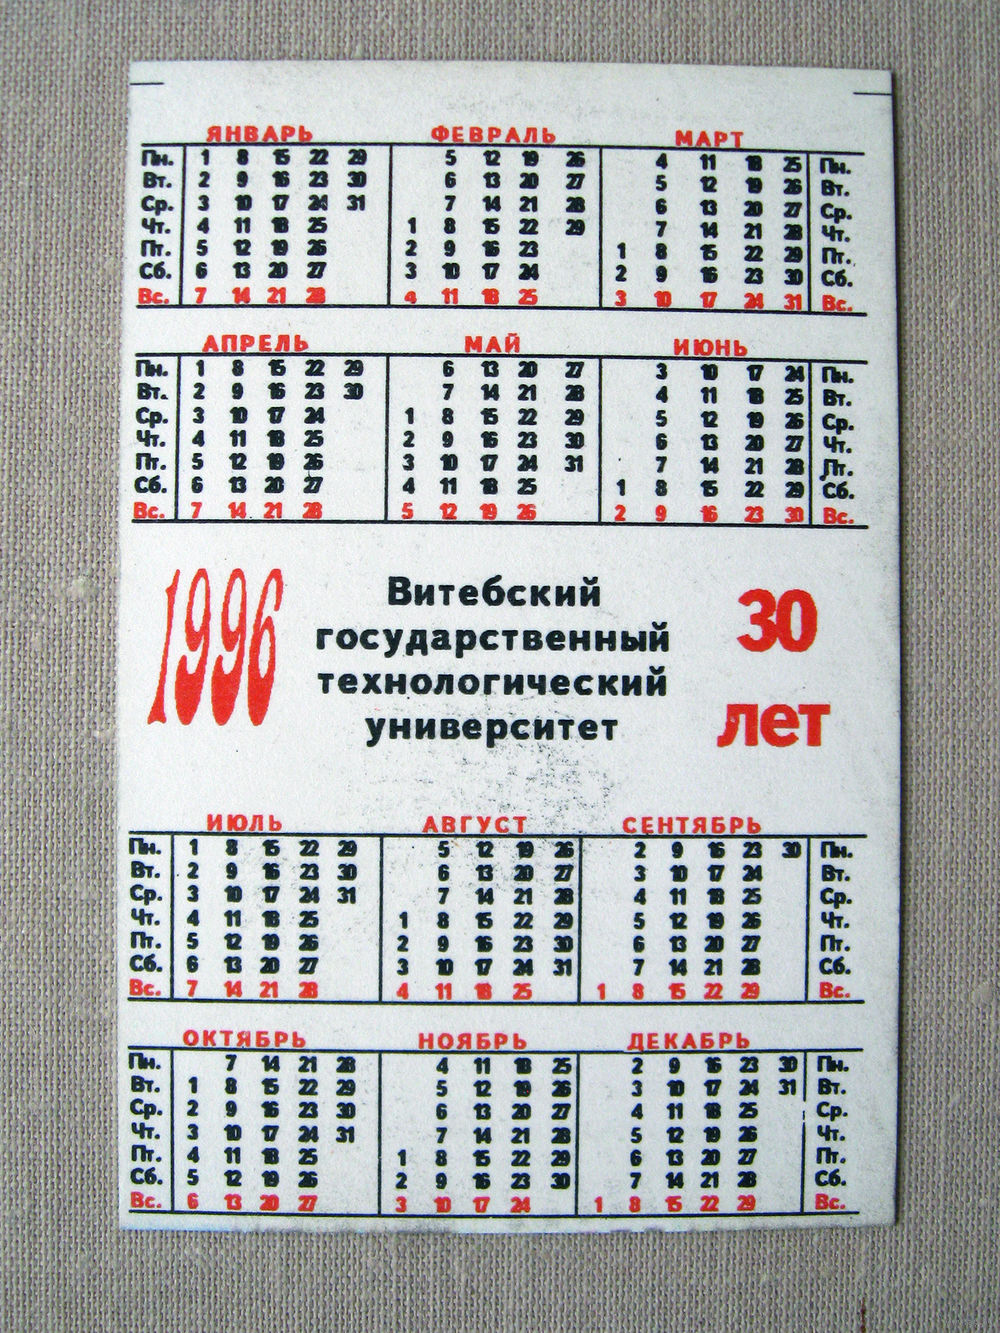 ЯНВАРЬ ФЕВРАЛЬ МАРТ
Пн. 1 8 15 22 29 5 12 19 26 4 11 18 25 Пн.
Вт. 2 9 16 23 30 6 13 20 27 5 12 19 26 Вт.
Ср. 3 10 17 24 31 7 14 21 28 6 13 20 27 Ср.
Чт. 4 11 18 25 1 8 15 22 29 7 14 21 28 Чт.
Пт. 5 12 19 26 2 9 16 23 1 8 15 22 29 Пт.
Сб. 6 13 20 27 3 10 17 24 2 9 16 23 30 Сб.
Вс. 7 14 21 28 4 11 18 25 3 10 17 24 31 Вс.
АПРЕЛЬ МАЙ ИЮНЬ
Пн. 1 8 15 22 29 6 13 20 27 3 10 17 24 Пн.
Вт. 2 9 16 23 30 7 14 21 28 4 11 18 25 Вт.
Ср. 3 10 17 24 1 8 15 22 29 5 12 19 26 Ср.
Чт. 4 11 18 25 2 9 16 23 30 6 13 20 27 Чт.
Пт. 5 12 19 26 3 10 17 24 31 7 14 21 28 Пт.
Сб. 6 13 20 27 4 11 18 25 1 8 15 22 29 Сб.
Вс. 7 14 21 28 5 12 19 26 2 9 16 23 30 Вс.
1996
Витебский
государственный
технологический
университет
30
лет
ИЮЛЬ АВГУСТ СЕНТЯБРЬ
Пн. 1 8 15 22 29 5 12 19 26 2 9 16 23 30 Пн.
Вт. 2 9 16 23 30 6 13 20 27 3 10 17 24 Вт.
Ср. 3 10 17 24 31 7 14 21 28 4 11 18 25 Ср.
Чт. 4 11 18 25 1 8 15 22 29 5 12 19 26 Чт.
Пт. 5 12 19 26 2 9 16 23 30 6 13 20 27 Пт.
Сб. 6 13 20 27 3 10 17 24 31 7 14 21 28 Сб.
Вс. 7 14 21 28 4 11 18 25 1 8 15 22 29 Вс.
ОКТЯБРЬ НОЯБРЬ ДЕКАБРЬ
Пн. 7 14 21 28 4 11 18 25 2 9 16 23 30 Пн.
Вт. 1 8 15 22 29 5 12 19 26 3 10 17 24 31 Вт.
Ср. 2 9 16 23 30 6 13 20 27 4 11 18 25 Ср.
Чт. 3 10 17 24 31 7 14 21 28 5 12 19 26 Чт.
Пт. 4 11 18 25 1 8 15 22 29 6 13 20 27 Пт.
Сб. 5 12 19 26 2 9 16 23 30 7 14 21 28 Сб.
Вс. 6 13 20 27 3 10 17 24 1 8 15 22 29 Вс.